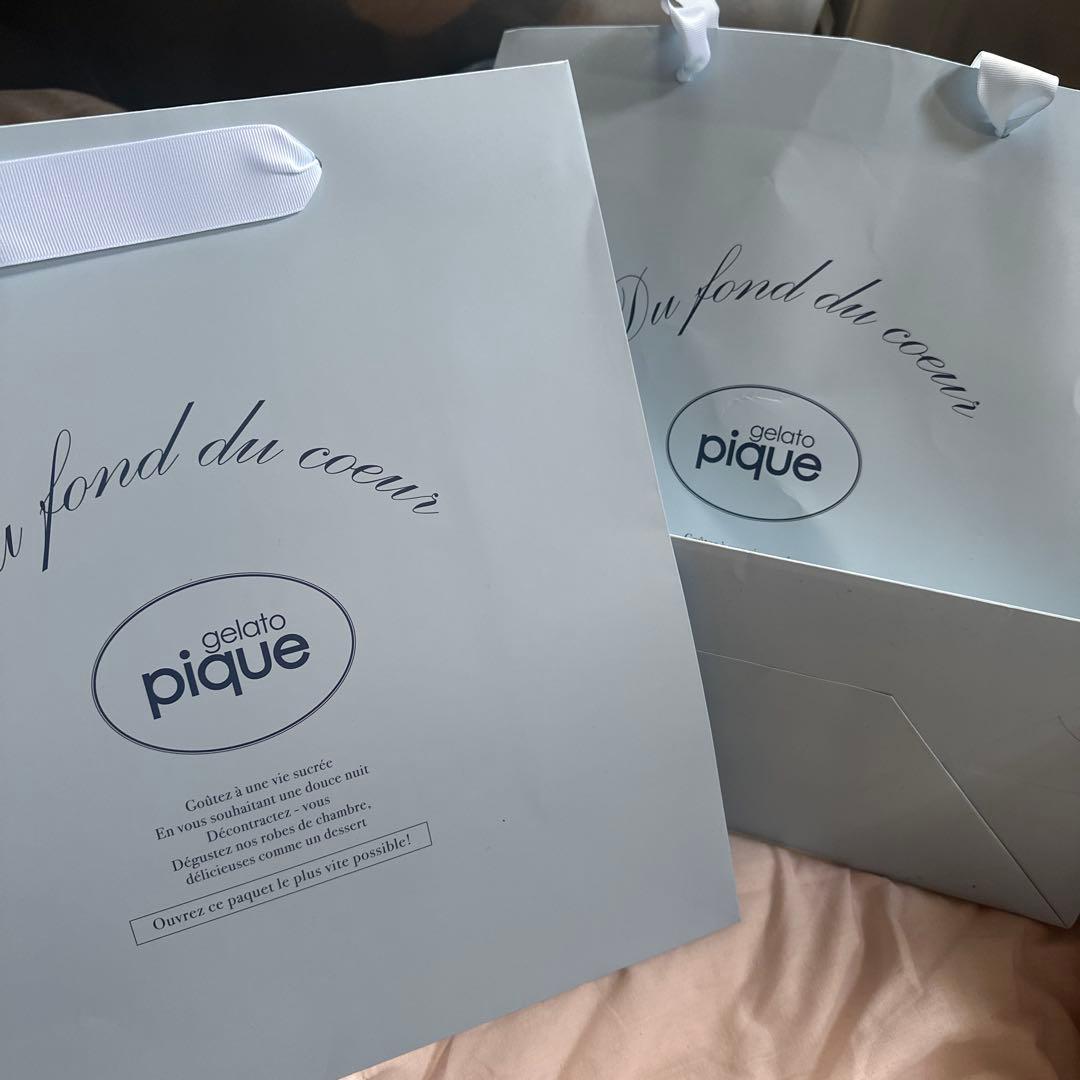 fond du coeur
gelato
pique
Goûtez à une vie sucrée
En vous souhaitant une douce nuit
Décontractez - vous
Dégustez nos robes de chambre,
délicieuses comme un dessert
Ouvrez ce paquet le plus vite possible!
Du fond du coeur
gelato
pique